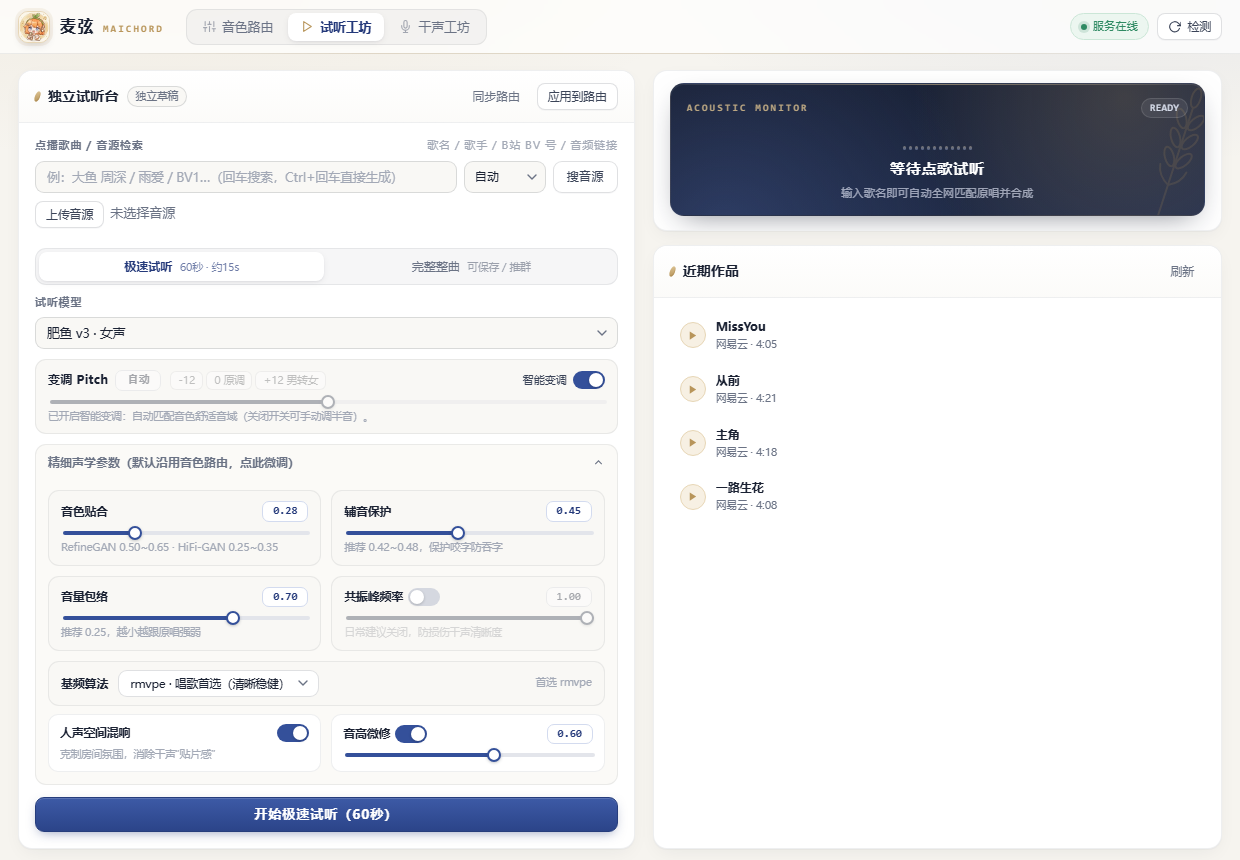 麦弦 MAICHORD
音色路由
试听工坊
干声工坊
服务在线
检测
独立试听台
独立草稿
同步路由
应用到路由
点播歌曲 / 音源检索
歌名 / 歌手 / B站 BV 号 / 音频链接
例：大鱼 周深 / 雨爱 / BV1...（回车搜索，Ctrl+回车直接生成）
自动
搜音源
上传音源
未选择音源
极速试听 60秒 · 约15s
完整整曲 可保存 / 推群
试听模型
肥鱼 v3 · 女声
变调 Pitch
自动
-12
0 原调
+12 男转女
智能变调
已开启智能变调：自动匹配音色舒适音域（关闭开关可手动调半音）。
精细声学参数（默认沿用音色路由，点此微调）
音色贴合
0.28
RefineGAN 0.50~0.65 · HiFi-GAN 0.25~0.35
辅音保护
0.45
推荐 0.42~0.48，保护咬字防吞字
音量包络
0.70
推荐 0.25，越小越跟原唱强弱
共振峰频率
1.00
日常建议关闭，防损伤干声清晰度
基频算法
rmvpe · 唱歌首选（清晰稳健）
首选 rmvpe
人声空间混响
克制房间氛围，消除干声"贴片感"
音高微修
0.60
开始极速试听（60秒）
ACOUSTIC MONITOR
READY
等待点歌试听
输入歌名即可自动全网匹配原唱并合成
近期作品
刷新
MissYou
网易云 · 4:05
从前
网易云 · 4:21
主角
网易云 · 4:18
一路生花
网易云 · 4:08